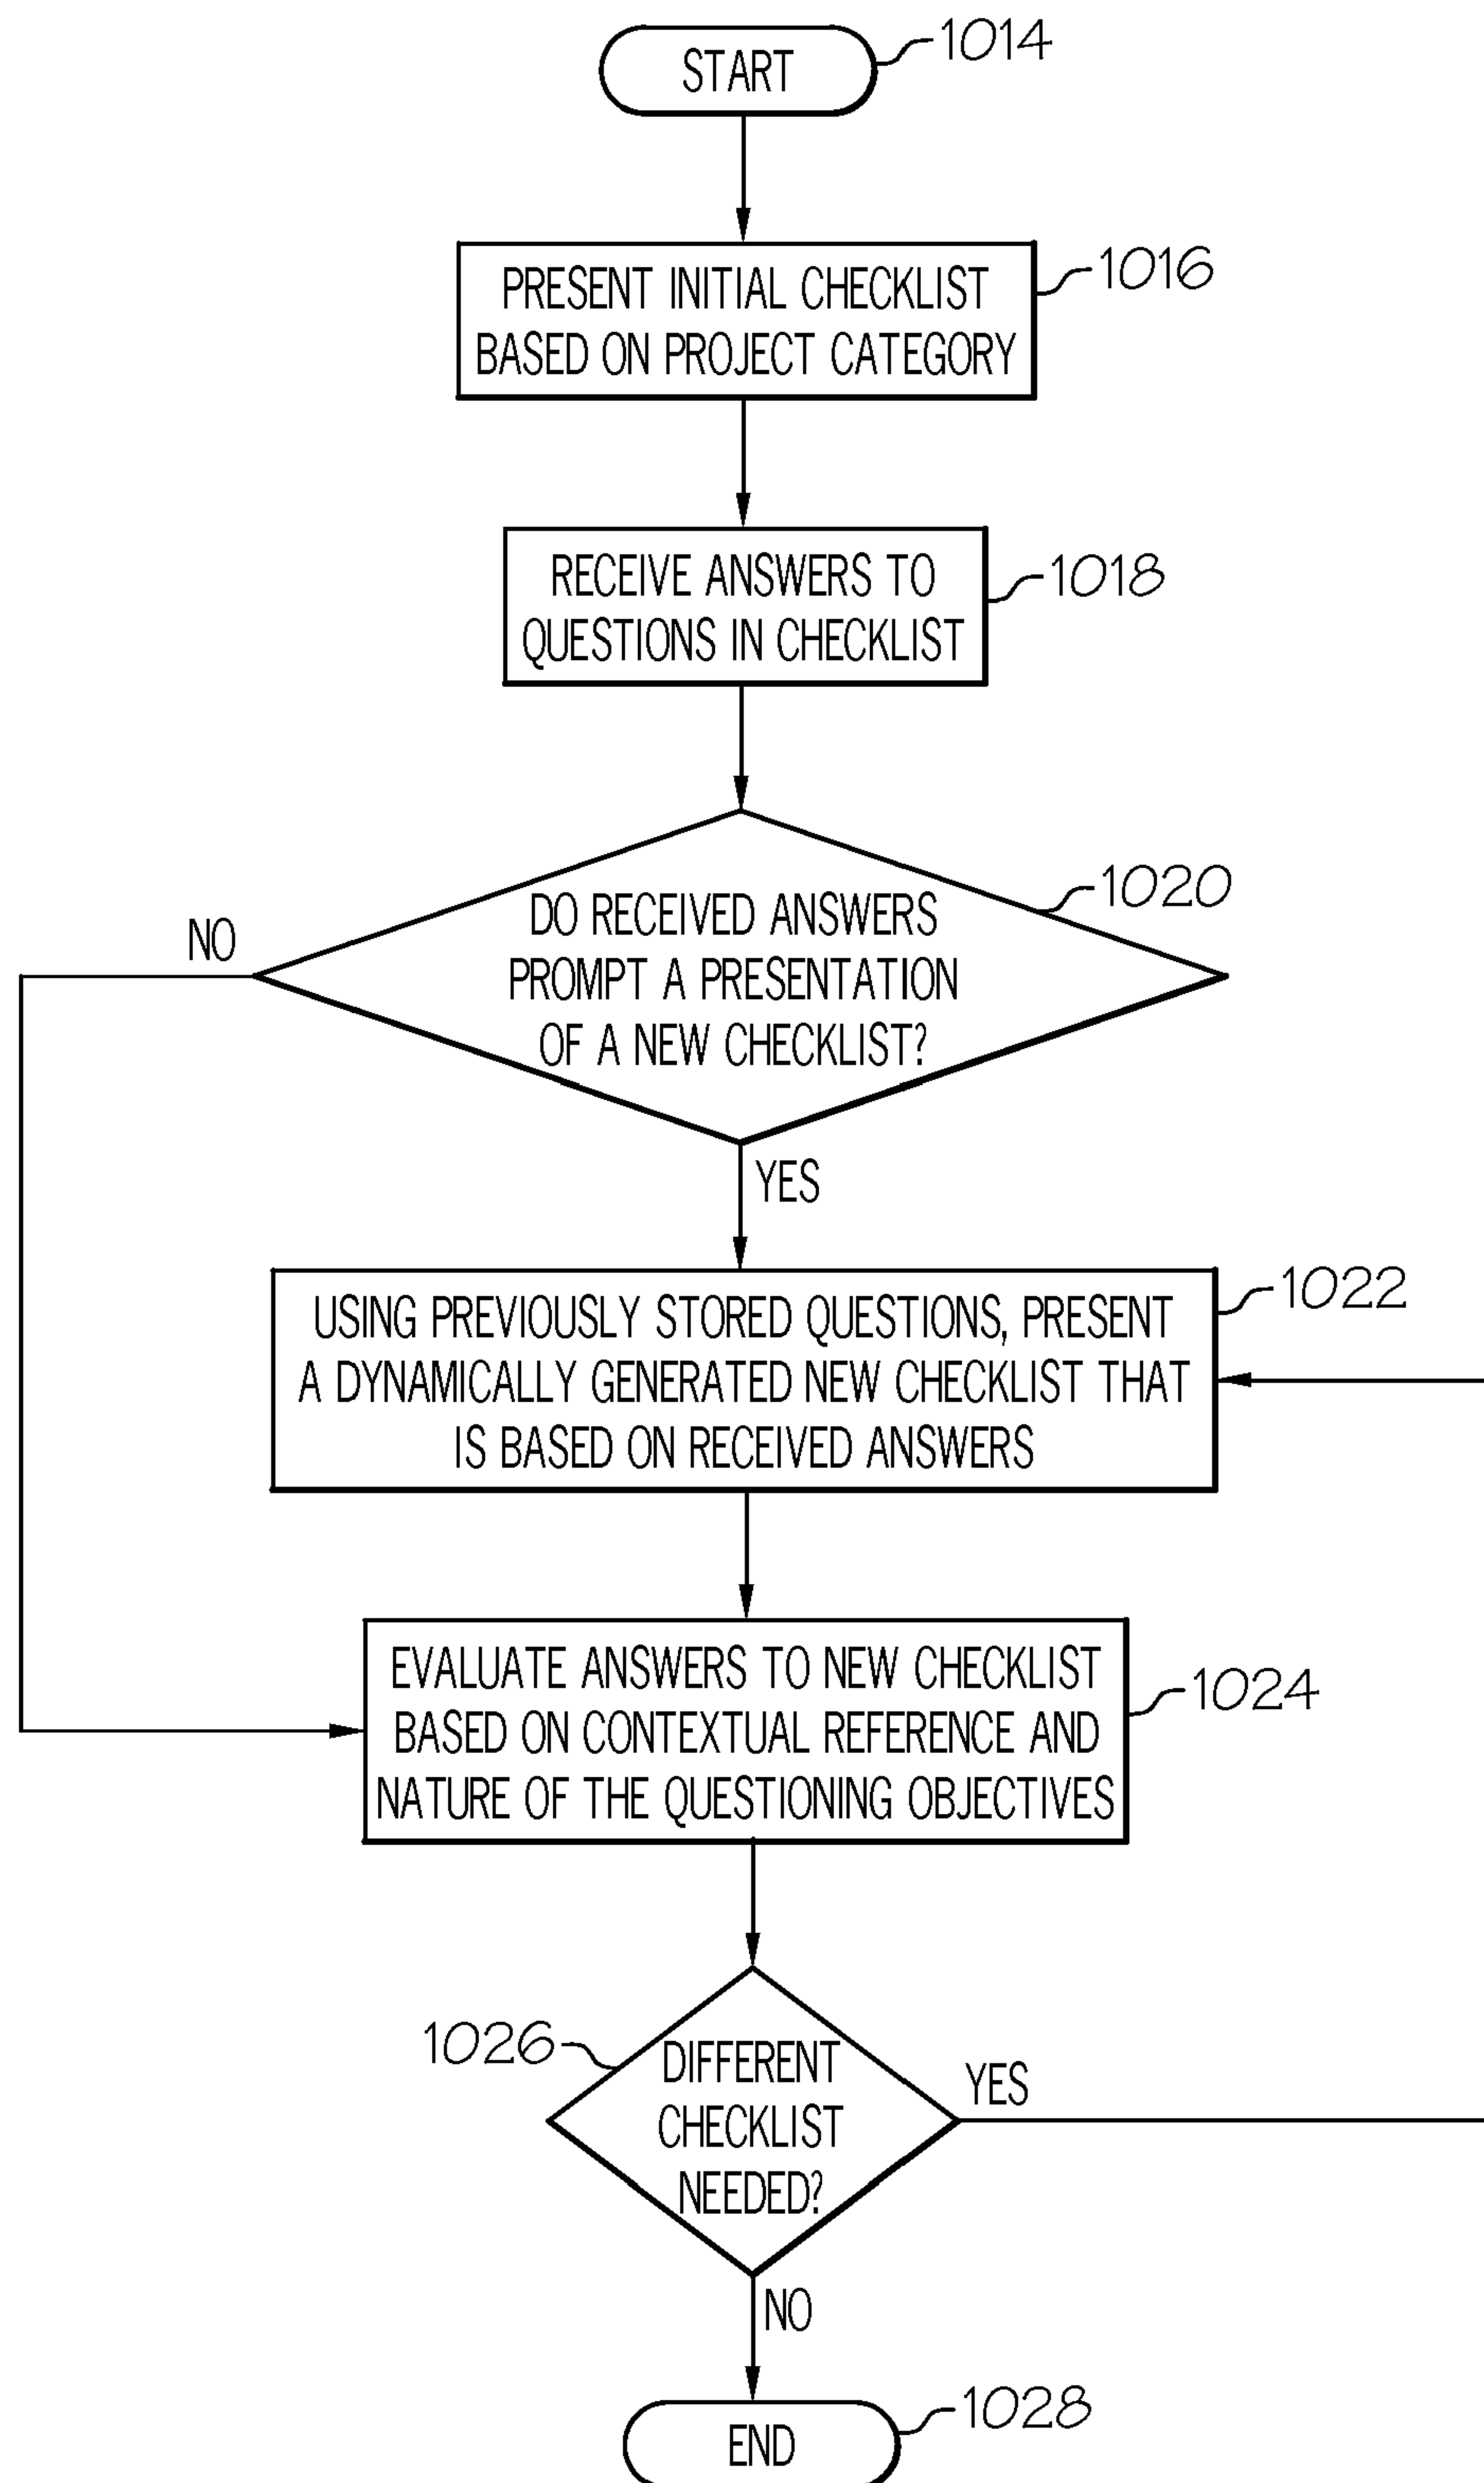 START
1014
PRESENT INITIAL CHECKLIST
BASED ON PROJECT CATEGORY
1016
RECEIVE ANSWERS TO
QUESTIONS IN CHECKLIST
1018
DO RECEIVED ANSWERS
PROMPT A PRESENTATION
OF A NEW CHECKLIST?
1020
NO
YES
USING PREVIOUSLY STORED QUESTIONS, PRESENT
A DYNAMICALLY GENERATED NEW CHECKLIST THAT
IS BASED ON RECEIVED ANSWERS
1022
EVALUATE ANSWERS TO NEW CHECKLIST
BASED ON CONTEXTUAL REFERENCE AND
NATURE OF THE QUESTIONING OBJECTIVES
1024
1026
DIFFERENT
CHECKLIST
NEEDED?
YES
NO
END
1028